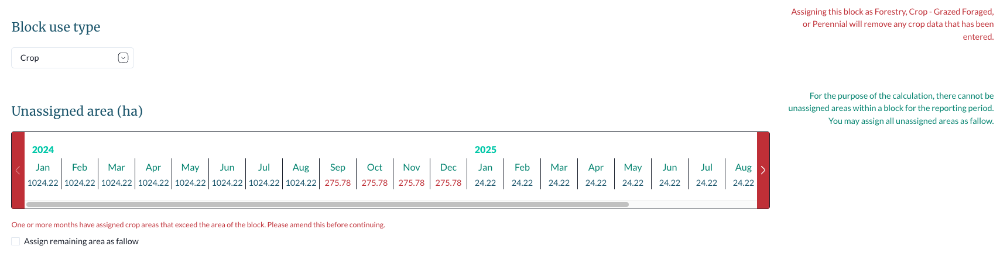 Assigning this block as Forestry, Crop - Grazed Foraged,
or Perennial will remove any crop data that has been
entered.
Block use type
Crop
For the purpose of the calculation, there cannot be
unassigned areas within a block for the reporting period.
You may assign all unassigned areas as fallow.
Unassigned area (ha)
2024 2025
Jan Feb Mar Apr May Jun Jul Aug Sep Oct Nov Dec Jan Feb Mar Apr May Jun Jul Aug
1024.22 1024.22 1024.22 1024.22 1024.22 1024.22 1024.22 1024.22 275.78 275.78 275.78 275.78 24.22 24.22 24.22 24.22 24.22 24.22 24.22 24.22
One or more months have assigned crop areas that exceed the area of the block. Please amend this before continuing.
Assign remaining area as fallow